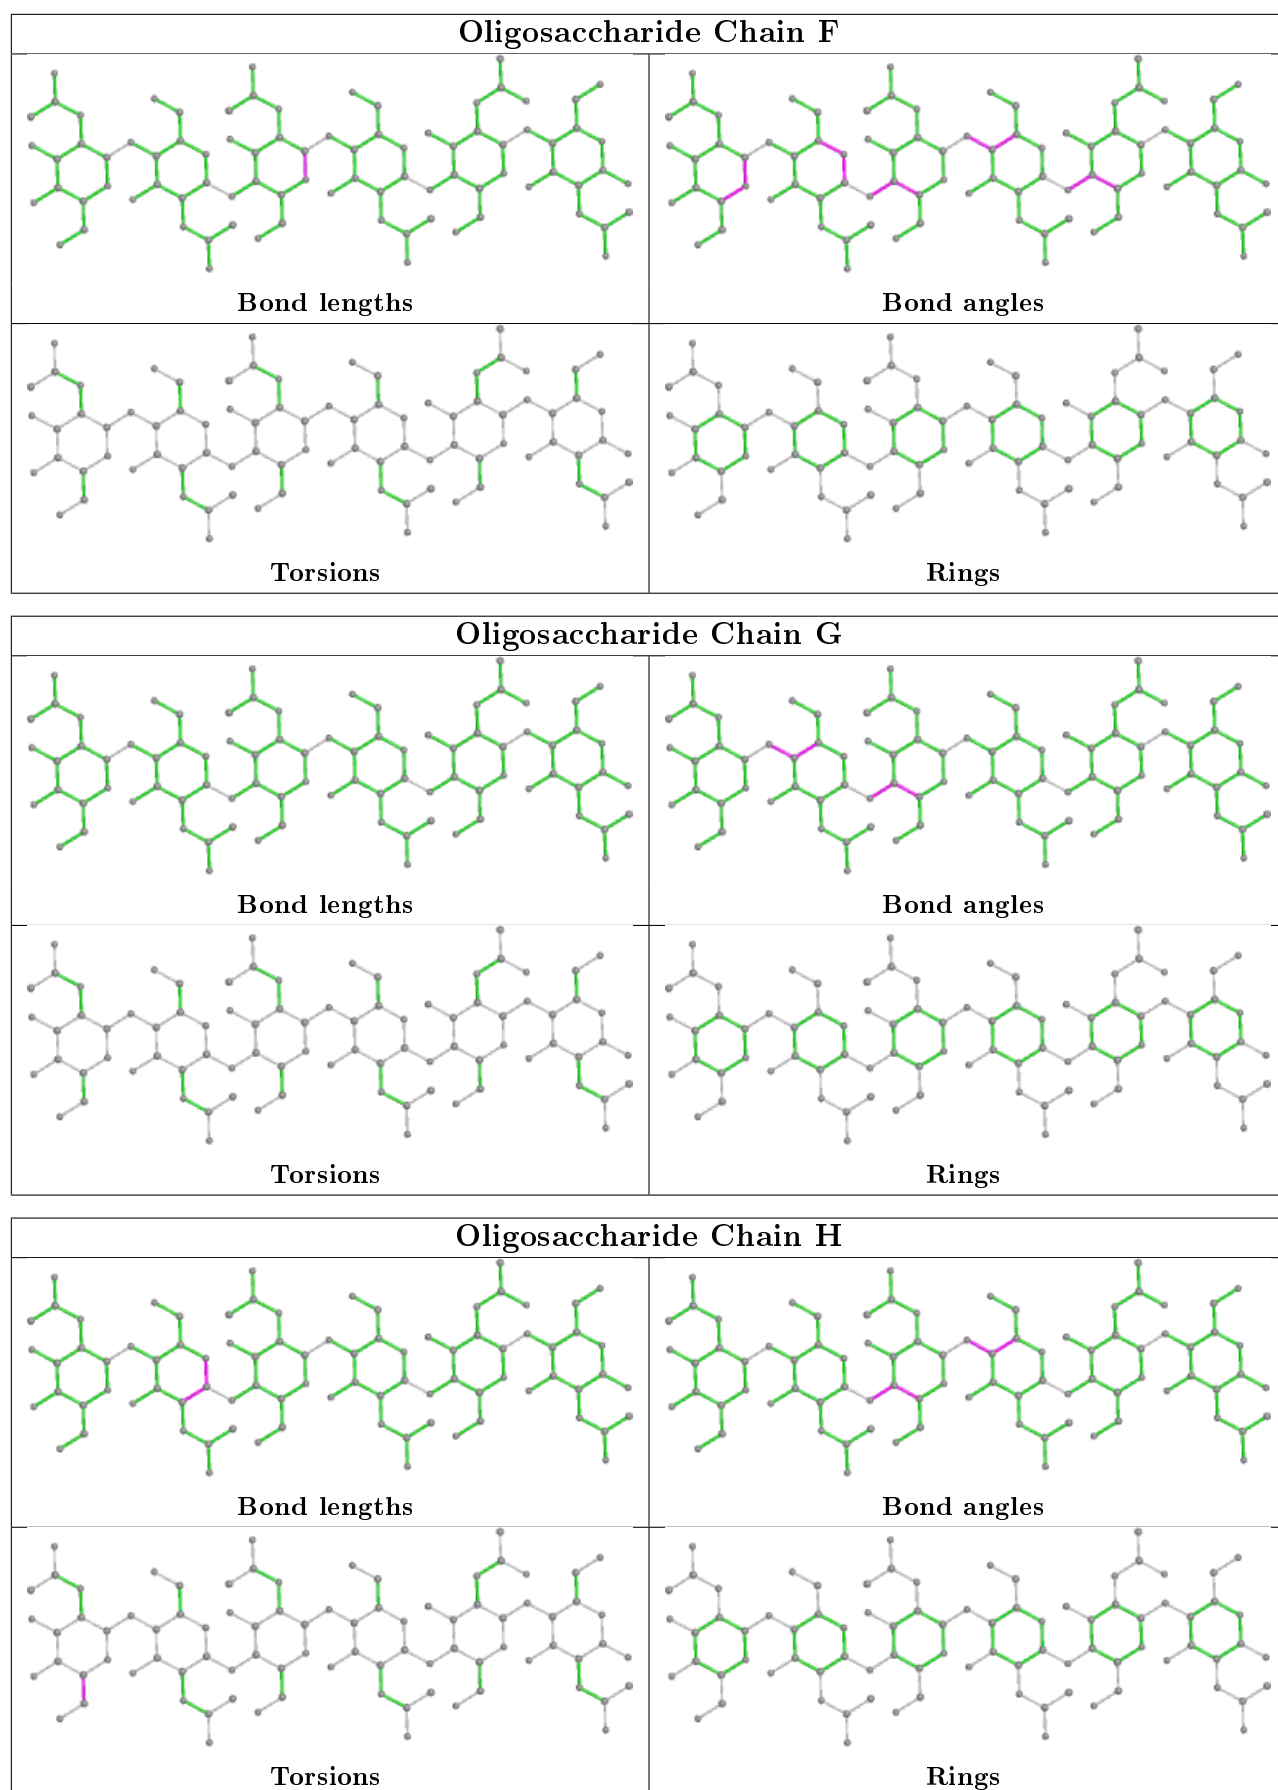 Oligosaccharide Chain F
Bond lengths
Bond angles
Torsions
Rings
Oligosaccharide Chain G
Bond lengths
Bond angles
Torsions
Rings
Oligosaccharide Chain H
Bond lengths
Bond angles
Torsions
Rings